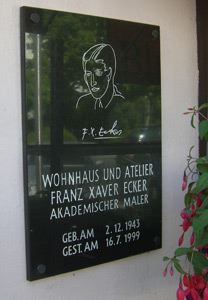 F. X. Ecker
WOHNHAUS UND ATELIER
FRANZ XAVER ECKER
AKADEMISCHER MALER
GEB. AM 2. 12. 1943
GEST. AM 16. 7. 1999